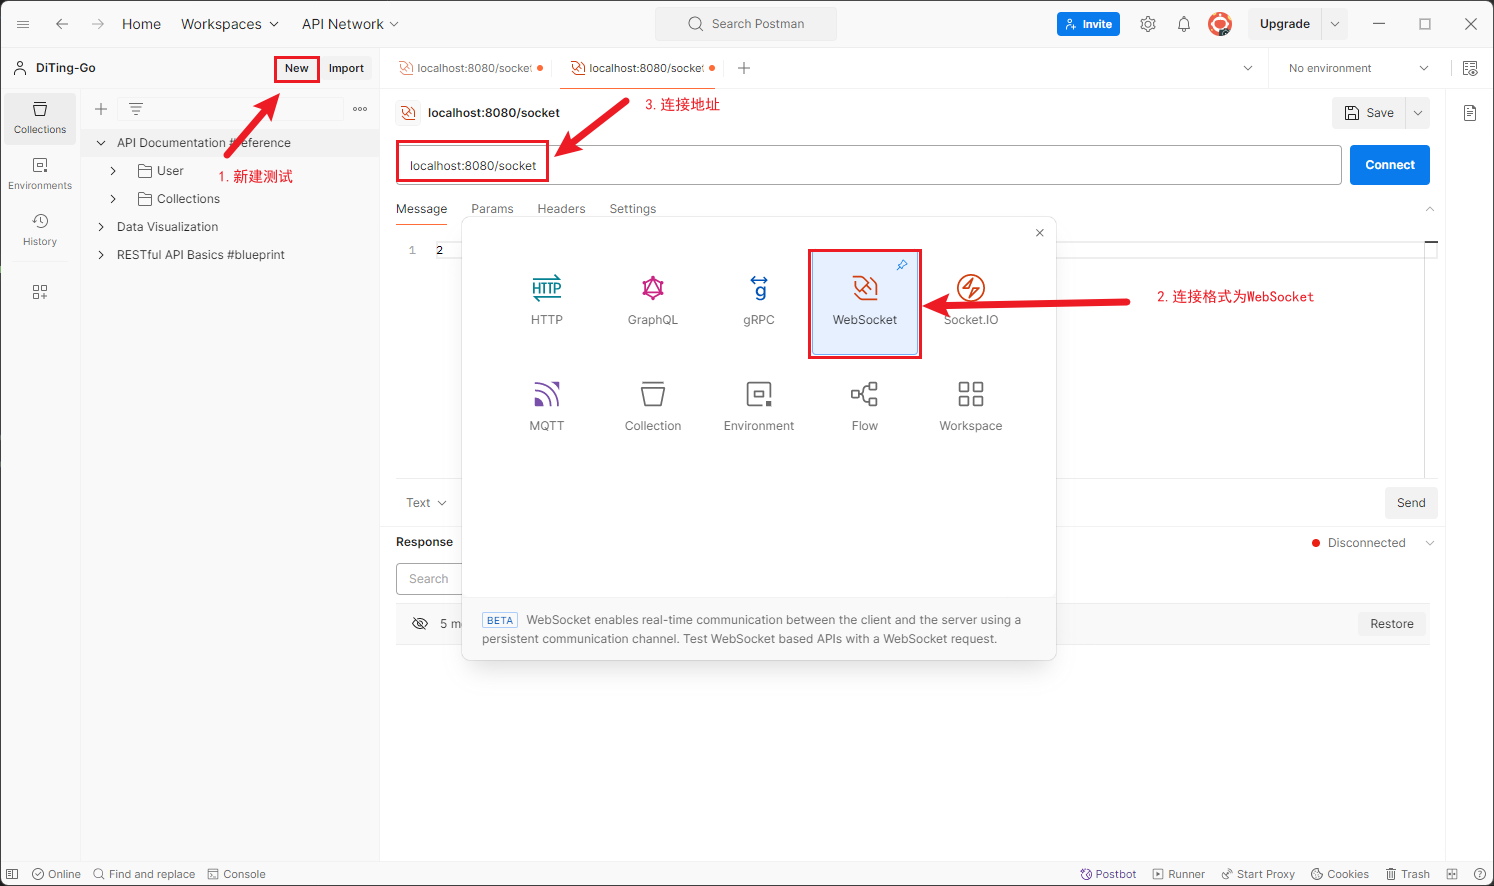 Home Workspaces API Network Search Postman Invite Upgrade
DiTing-Go New Import localhost:8080/socket localhost:8080/socket No environment
Collections
Environments
History
API Documentation #reference
User
Collections
Data Visualization
RESTful API Basics #blueprint
1. 新建测试
localhost:8080/socket
3. 连接地址
Save
localhost:8080/socket
Connect
Message Params Headers Settings
1 2
HTTP GraphQL gRPC WebSocket Socket.IO
2. 连接格式为WebSocket
MQTT Collection Environment Flow Workspace
Text Send
Response Disconnected
Search
5 Restore
BETA WebSocket enables real-time communication between the client and the server using a
persistent communication channel. Test WebSocket based APIs with a WebSocket request.
Online Find and replace Console Postbot Runner Start Proxy Cookies Trash